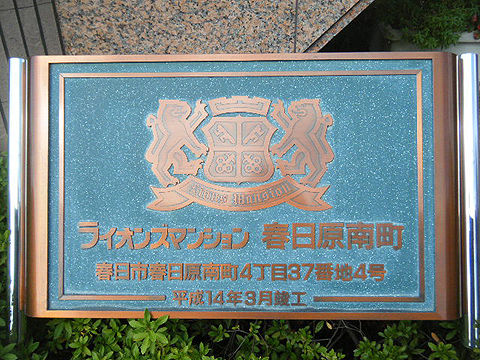 Lions Mansion
ライオンズマンション 春日原南町
春日市春日原南町4丁目37番地4号
平成14年3月竣工